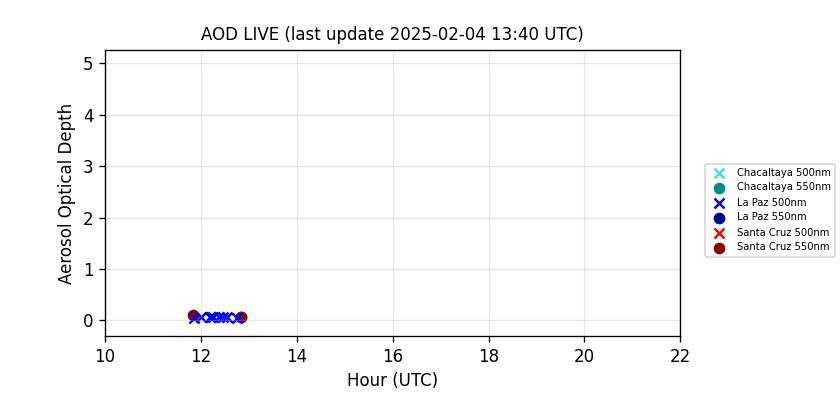 AOD LIVE (last update 2025-02-04 13:40 UTC)
Aerosol Optical Depth
5
4
3
2
1
0
10 12 14 16 18 20 22
Hour (UTC)
Chacaltaya 500nm
Chacaltaya 550nm
La Paz 500nm
La Paz 550nm
Santa Cruz 500nm
Santa Cruz 550nm